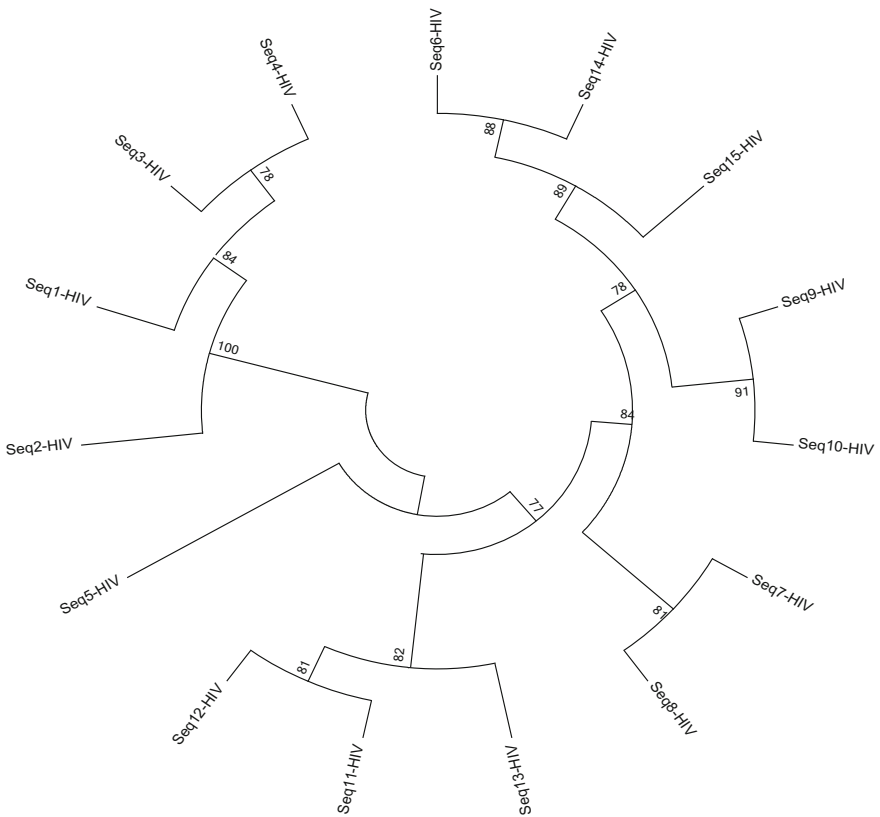 Seq6-HIV
Seq14-HIV
Seq4-HIV
Seq3-HIV
Seq15-HIV
Seq1-HIV
Seq9-HIV
Seq2-HIV
Seq10-HIV
Seq5-HIV
Seq7-HIV
Seq12-HIV
Seq8-HIV
Seq11-HIV
Seq13-HIV
88
78
89
84
78
100
91
84
77
81
82
81